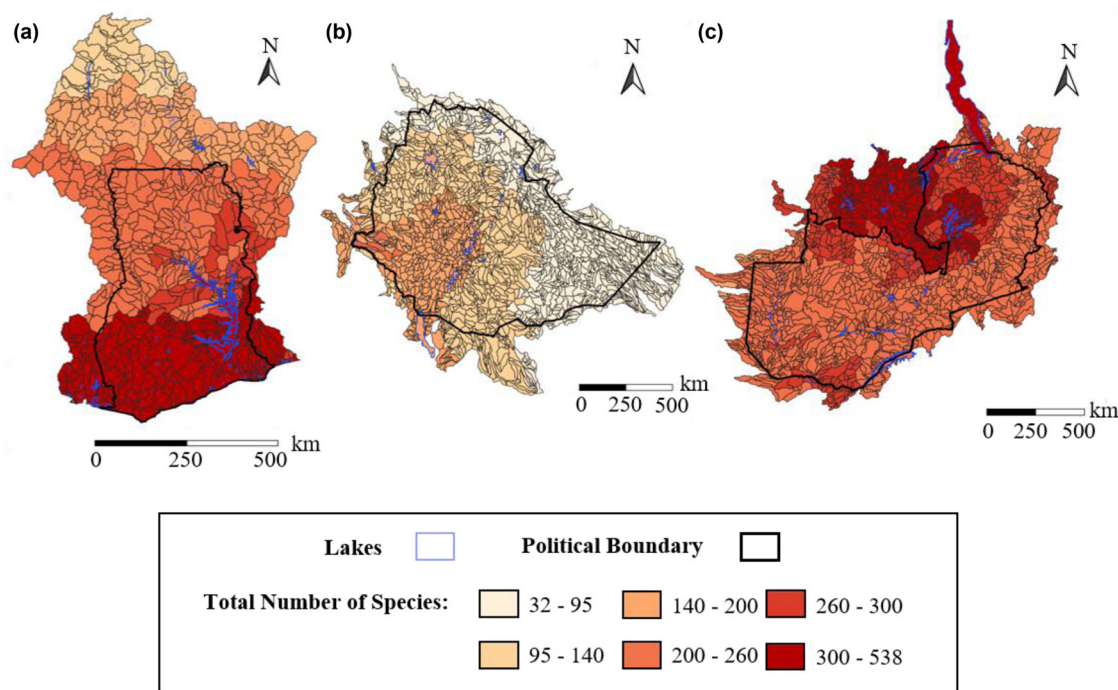 (a)
N
(b)
N
(c)
N
km
0 250 500
km
0 250 500
km
0 250 500
Lakes Political Boundary
Total Number of Species: 32 - 95 140 - 200 260 - 300
95 - 140 200 - 260 300 - 538